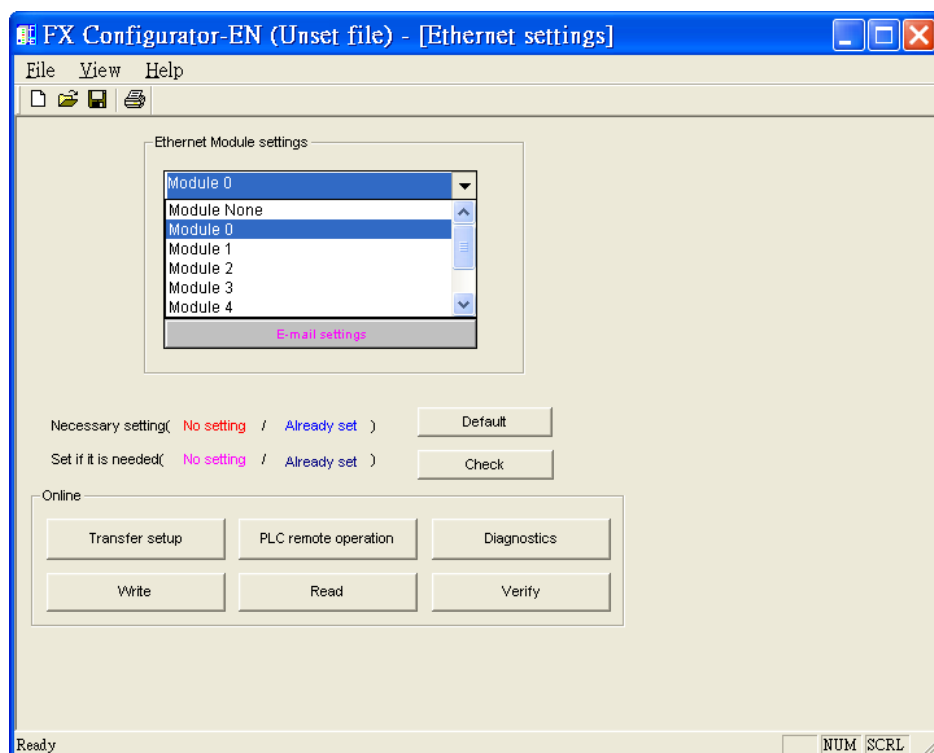 FX Configurator-EN (Unset file) - [Ethernet settings]
File View Help
Ethernet Module settings
Module 0
Module None
Module 0
Module 1
Module 2
Module 3
Module 4
E-mail settings
Necessary setting( No setting / Already set ) Default
Set if it is needed( No setting / Already set ) Check
Online
Transfer setup PLC remote operation Diagnostics
Write Read Verify
Ready NUM SCRL